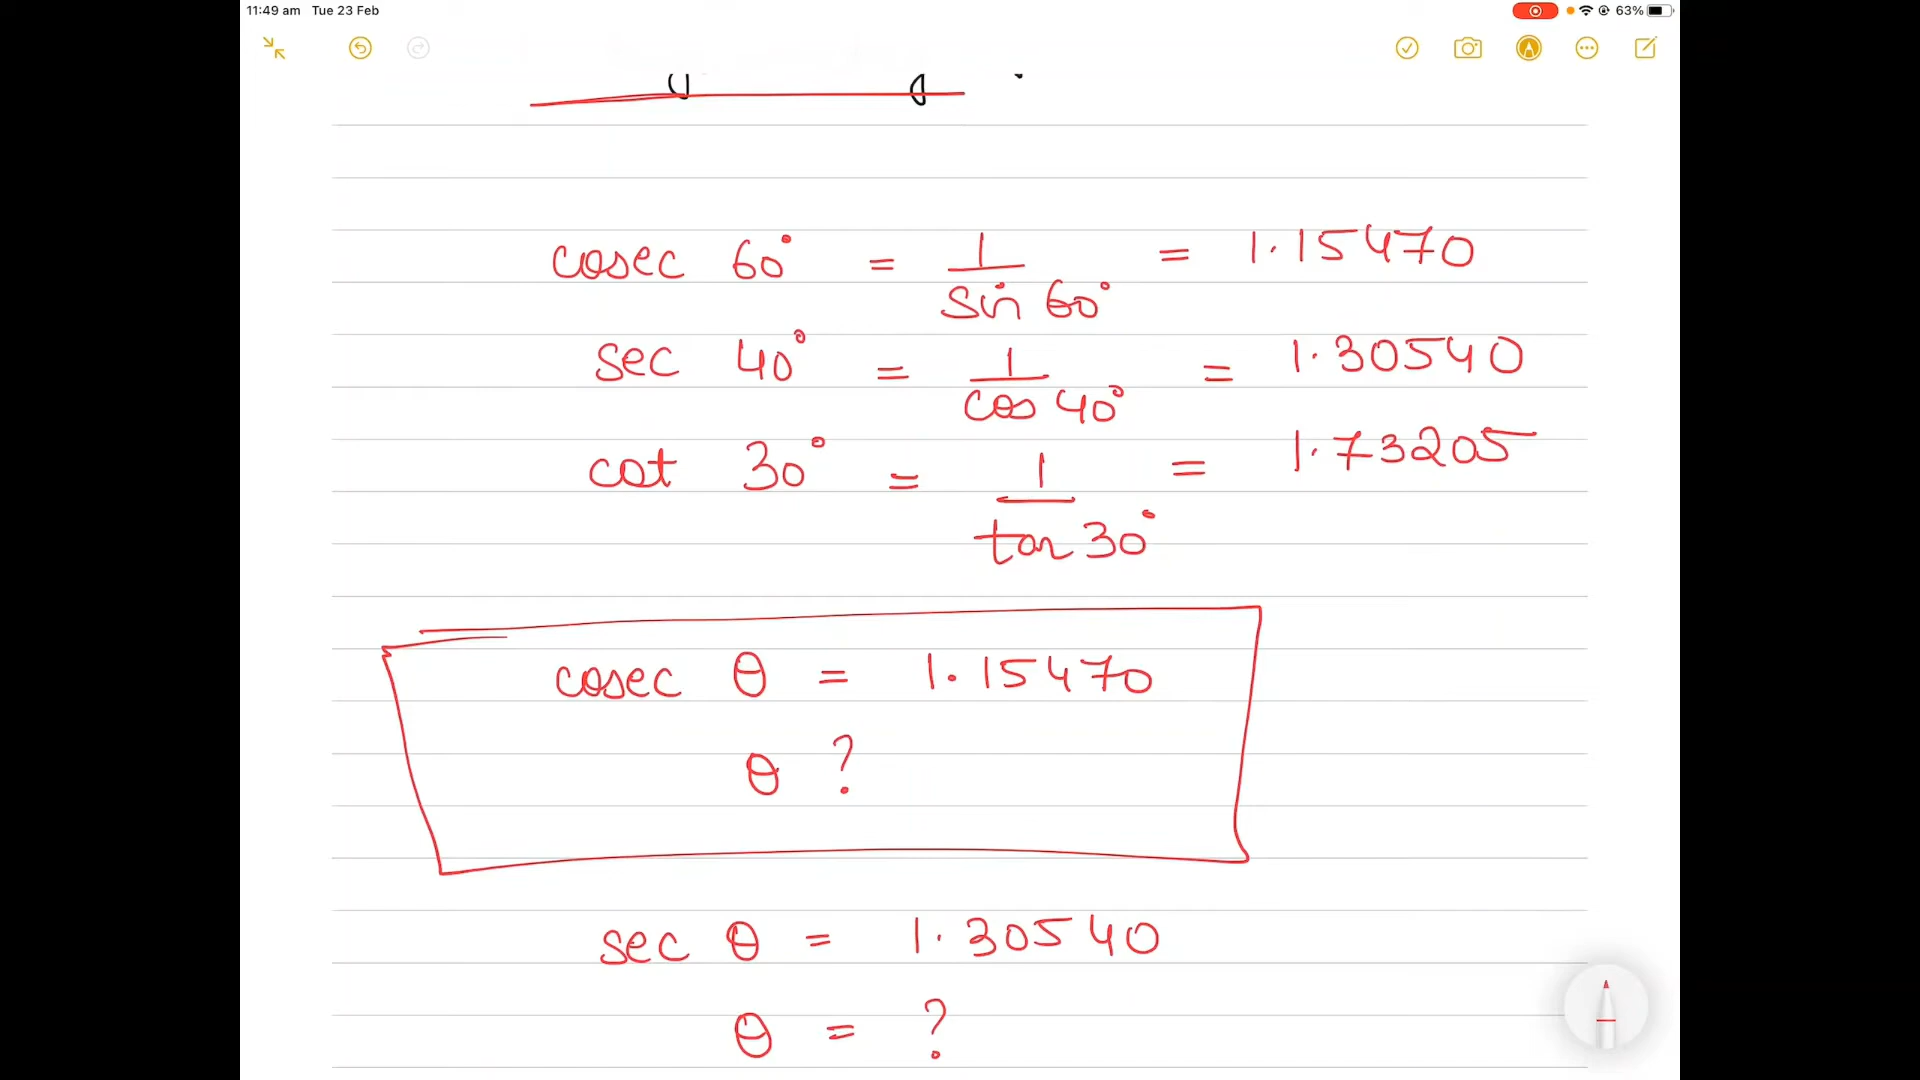 11:49 am Tue 23 Feb 63%
cosec 60° = 1/sin 60° = 1.15470
sec 40° = 1/cos 40° = 1.30540
cot 30° = 1/tan 30° = 1.73205
cosec θ = 1.15470
θ ?
sec θ = 1.30540
θ = ?